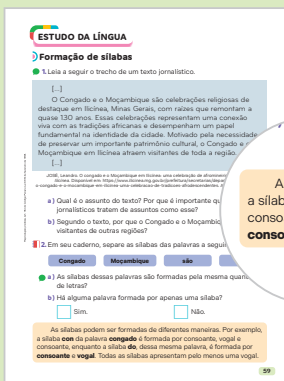 ESTUDO DA LÍNGUA
Formação de sílabas
1. Leia a seguir o trecho de um texto jornalístico.
[...]
O Congado e o Moçambique são celebrações religiosas de
destaque em Ilicínea, Minas Gerais, com raízes que remontam a
quase 130 anos. Essas celebrações representam uma conexão
viva com as tradições africanas e desempenham um papel
fundamental na identidade da cidade. Motivado pela necessidade
de preservar um importante patrimônio cultural, o Congado e o
Moçambique em Ilicínea atraem visitantes de toda a região.
[...]
a) Qual é o assunto do texto? Por que é importante qu
jornalísticos tratem de assuntos como esse?
b) Segundo o texto, por que o Congado e o Moçambiq
visitantes de outras regiões?
2. Em seu caderno, separe as sílabas das palavras a segui
Congado Moçambique são
a) As sílabas dessas palavras são formadas pela mesma quan
de letras?
b) Há alguma palavra formada por apenas uma sílaba?
Sim. Não.
As sílabas podem ser formadas de diferentes maneiras. Por exemplo,
a sílaba con da palavra congado é formada por consoante, vogal e
consoante, enquanto a sílaba do, dessa mesma palavra, é formada por
consoante e vogal. Todas as sílabas apresentam pelo menos uma vogal.
59
A
a sílab
conso
conso